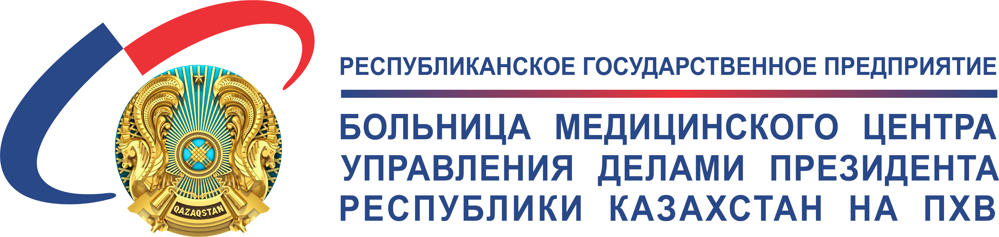 РЕСПУБЛИКАНСКОЕ ГОСУДАРСТВЕННОЕ ПРЕДПРИЯТИЕ
БОЛЬНИЦА МЕДИЦИНСКОГО ЦЕНТРА
УПРАВЛЕНИЯ ДЕЛАМИ ПРЕЗИДЕНТА
РЕСПУБЛИКИ КАЗАХСТАН НА ПХВ
QAZAQSTAN